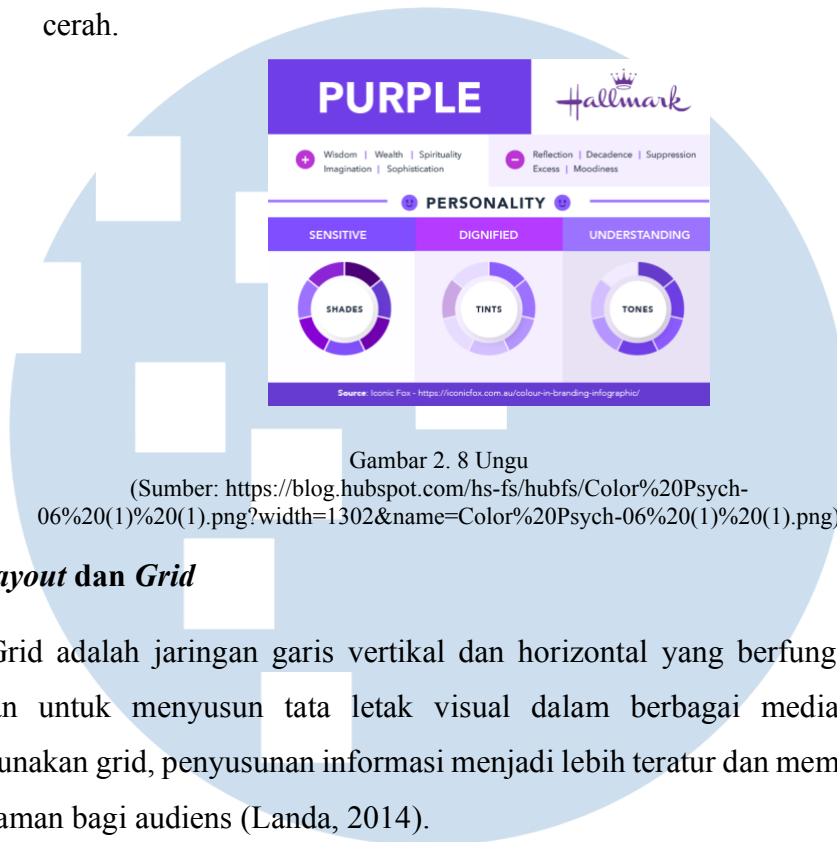 cerah.
PURPLE
Hallmark
+ Wisdom | Wealth | Spirituality
Imagination | Sophistication
- Reflection | Decadence | Suppression
Excess | Moodiness
PERSONALITY
SENSITIVE DIGNIFIED UNDERSTANDING
SHADES TINTS TONES
Source: Iconic Fox - https://iconicfox.com.au/colour-in-branding-infographic/
Gambar 2. 8 Ungu
(Sumber: https://blog.hubspot.com/hs-fs/hubfs/Color%20Psych-
06%20(1)%20(1).png?width=1302&name=Color%20Psych-06%20(1)%20(1).png)
ayout dan Grid
Grid adalah jaringan garis vertikal dan horizontal yang berfung
n untuk menyusun tata letak visual dalam berbagai media
unakan grid, penyusunan informasi menjadi lebih teratur dan mem
aman bagi audiens (Landa, 2014).